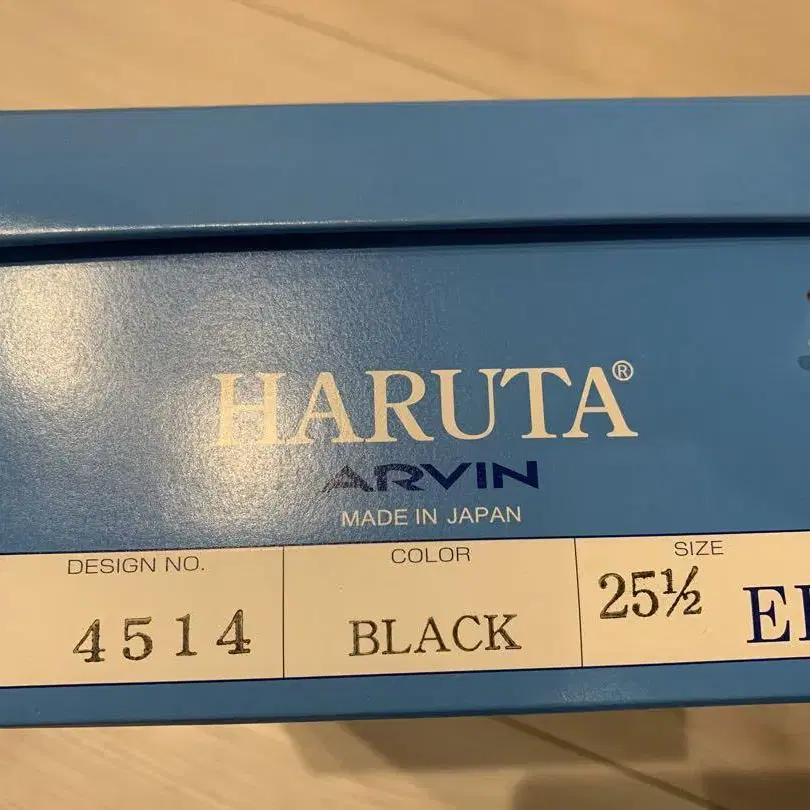 HARUTA®
ARVIN
MADE IN JAPAN
DESIGN NO. COLOR SIZE
4514 BLACK 25½